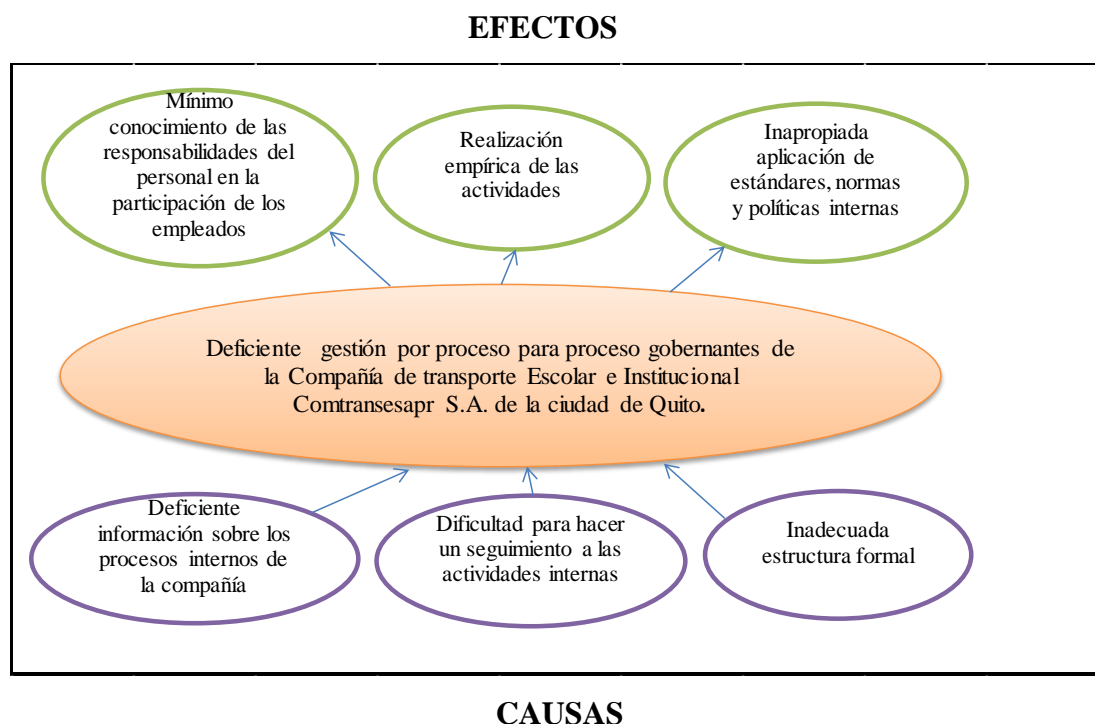 EFECTOS
Mínimo
conocimiento de las
responsabilidades del
personal en la
participación de los
empleados
Realización
empírica de las
actividades
Inapropiada
aplicación de
estándares, normas
y políticas internas
Deficiente gestión por proceso para proceso gobernantes de
la Compañía de transporte Escolar e Institucional
Comtransesapr S.A. de la ciudad de Quito.
Deficiente
información sobre los
procesos internos de
la compañía
Dificultad para hacer
un seguimiento a las
actividades internas
Inadecuada
estructura formal
CAUSAS